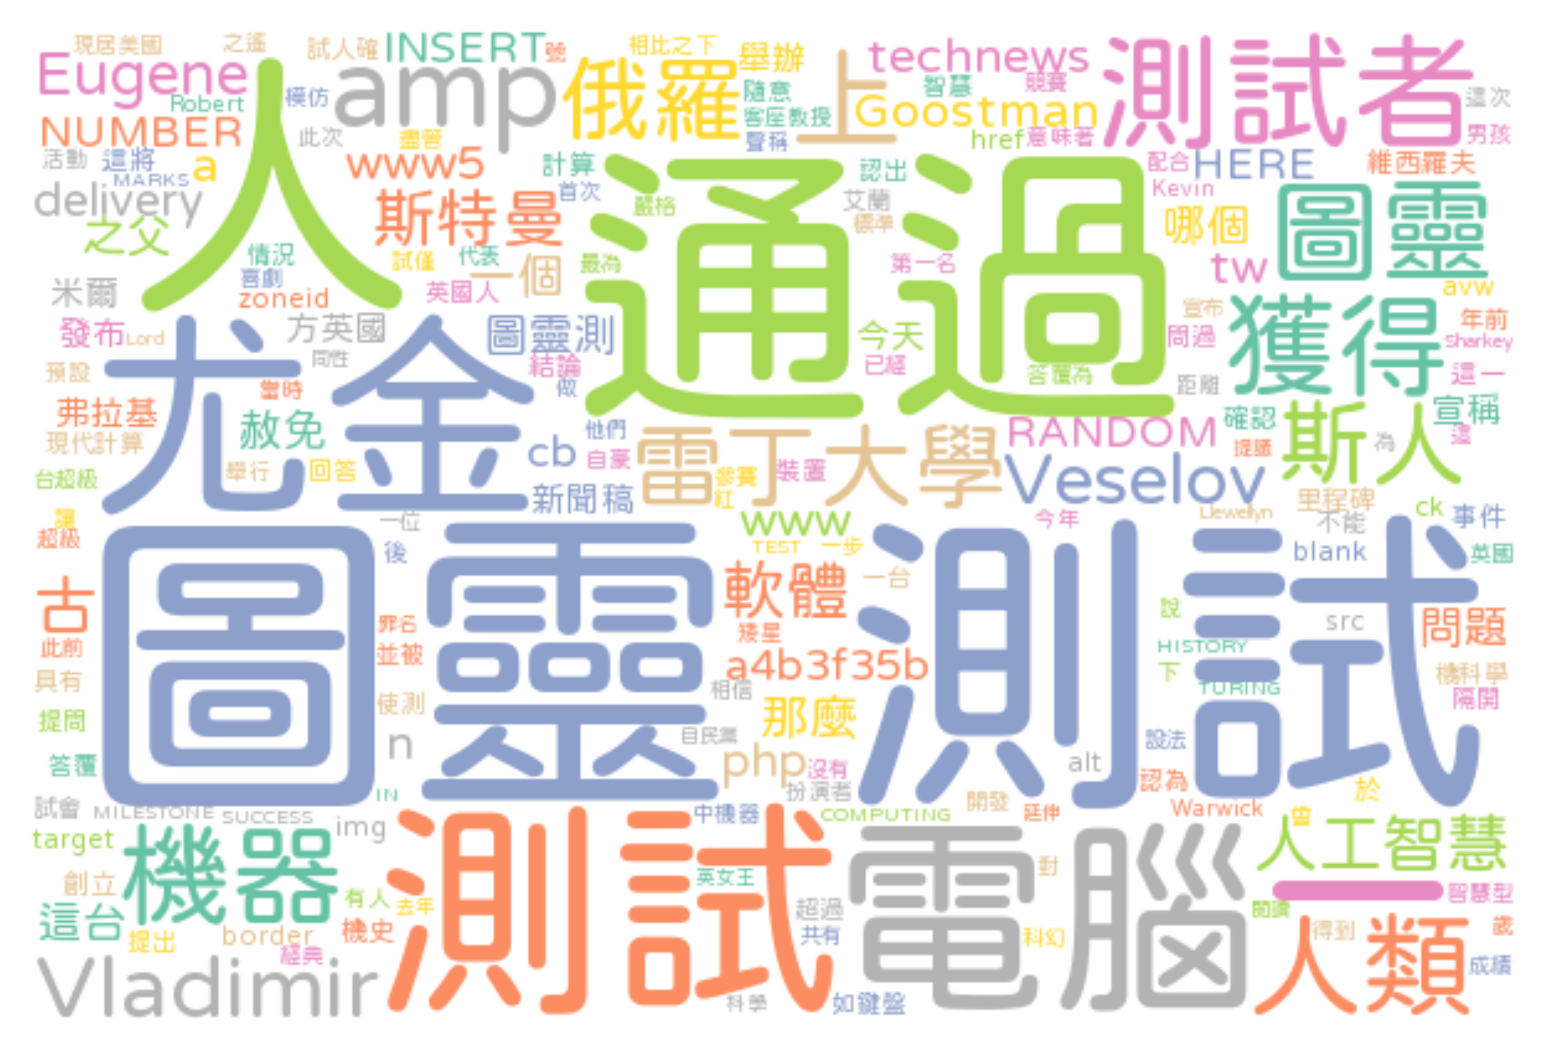 現居美國
之遙
試人確
INSERT
號
相比之下
舉辦
technews
測試者
Eugene
Robert
模仿
amp
俄羅
隨意
上
智慧
競賽
Goostman
這次
NUMBER
此次
盡管
客座教授
聲稱
href
意味著
男孩
活動
這將
a
www5
計算
認出
配合
HERE
維西羅夫
MARKS
人
首次
通過
Kevin
delivery
斯特曼
嚴格
艾蘭
標準
哪個
圖靈
之父
情況
試僅
代表
一個
最為
第一名
tw
喜劇
米爾
zoneid
英國人
avw
宣布
獲得
發布
Lord
方英國
圖靈測
今天
問過
年前
Sharkey
同性
結論
已經
答覆為
預設
尤金
當時
做
距離
這一
弗拉基
赦免
他們
雷丁大學
RANDOM
確認
宣稱
斯人
現代計算
cb
自豪
提購
為
這
台超級
舉行
回答
新聞稿
參賽
裝置
紅
Veselov
里程碑
ck
讓
一位
www
今年
Llewellyn
不能
事件
超級
後
TEST
一步
blank
英國
圖靈測試
古
軟體
一台
說
src
問題
此前
罪名
矮星
HISTORY
並被
a4b3f35b
下
機科學
具有
使測
相信
TURING
隔開
提問
那麼
n
自民黨
設法
答覆
php
沒有
alt
認為
IN
扮演者
於
試會
MILESTONE
SUCCESS
中機器
開發
延伸
Warwick
曾
COMPUTING
target
機器
img
測試
電腦
人工智慧
創立
有人
英女王
對
智慧型
這台
去年
超過
閱讀
提出
border
機史
共有
科幻
得到
歲
經典
人類
成績
Vladimir
科學
如鍵盤